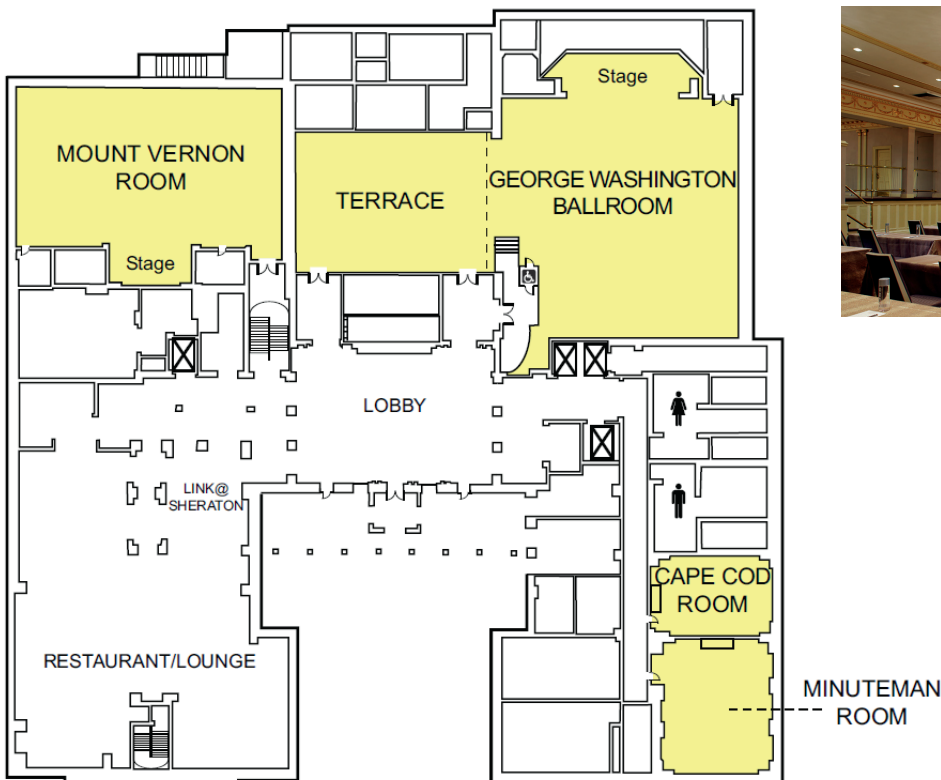 Stage
MOUNT VERNON
ROOM
Stage
TERRACE
GEORGE WASHINGTON
BALLROOM
LOBBY
LINK@
SHERATON
RESTAURANT/LOUNGE
CAPE COD
ROOM
MINUTEMAN
ROOM